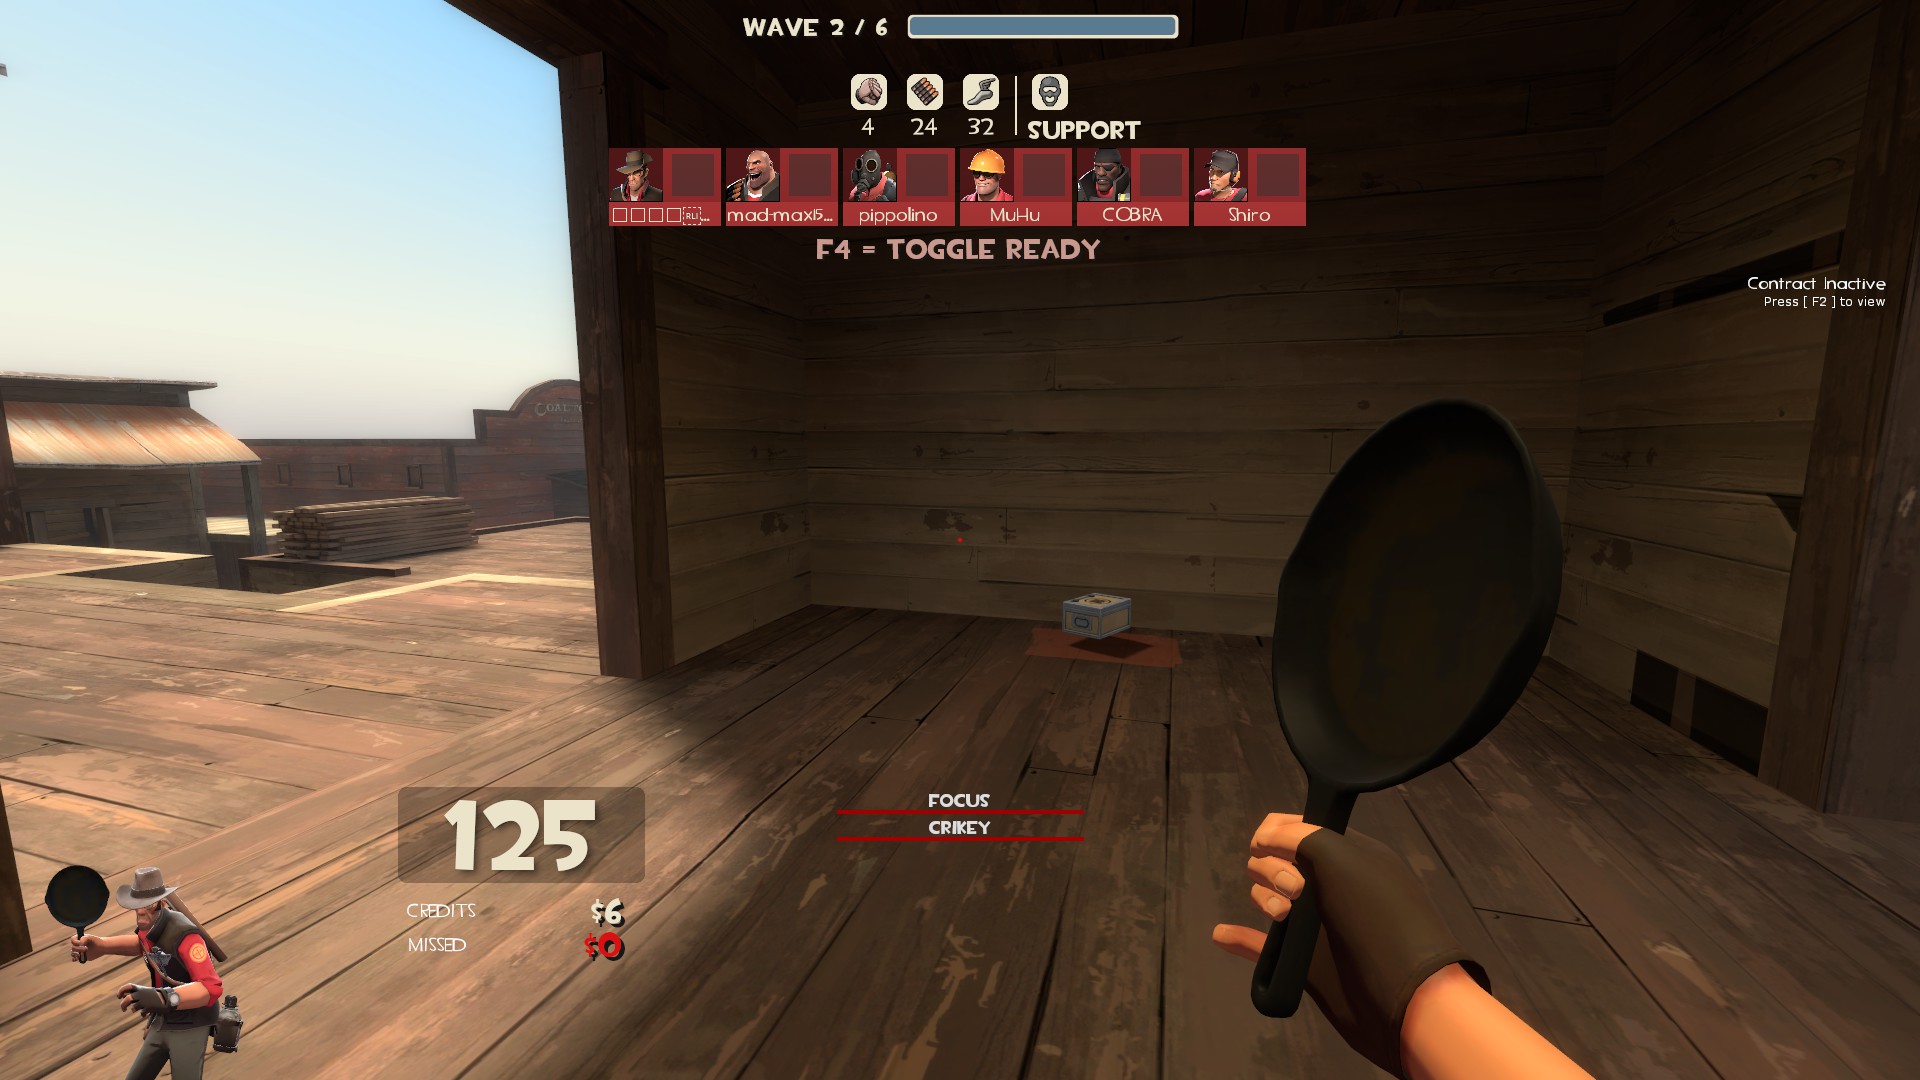 WAVE 2 / 6
4 24 32 SUPPORT
mad-max15... pippolino MuHu COBRA Shiro
F4 = TOGGLE READY
Contract Inactive
Press [ F2 ] to view
FOCUS
CRIKEY
125
CREDITS $6
MISSED $0